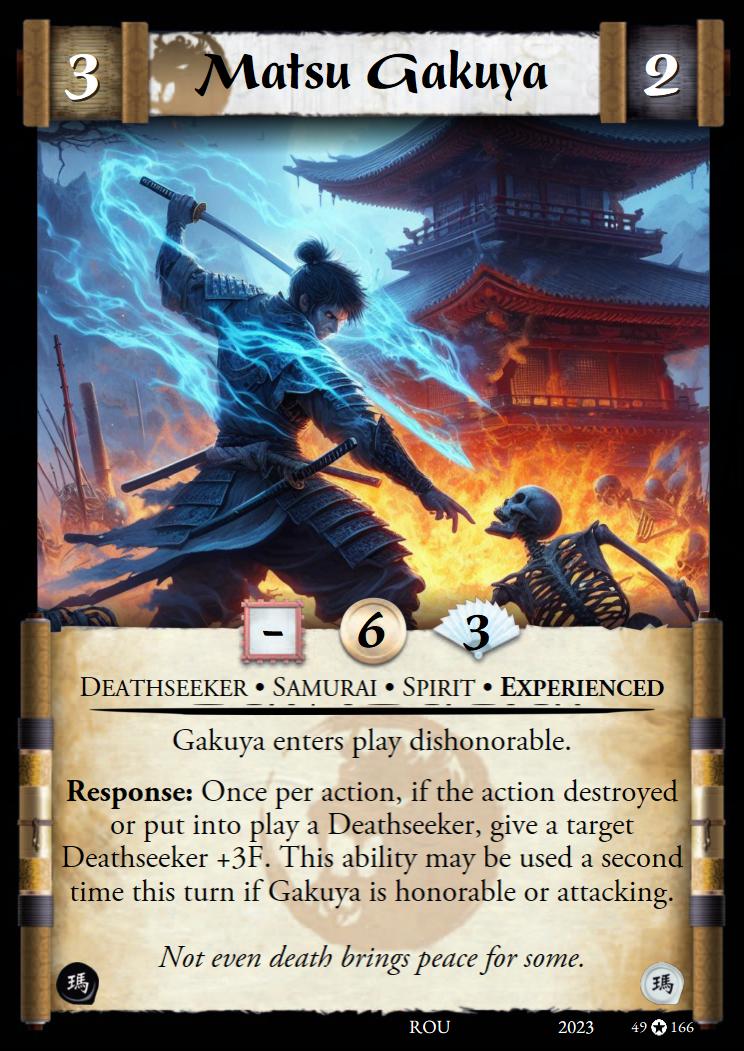 3
Matsu Gakuya
2
-
6
3
DEATHSEEKER • SAMURAI • SPIRIT • EXPERIENCED
Gakuya enters play dishonorable.
Response: Once per action, if the action destroyed
or put into play a Deathseeker, give a target
Deathseeker +3F. This ability may be used a second
time this turn if Gakuya is honorable or attacking.
Not even death brings peace for some.
瑪
瑪
ROU 2023 49 ✪ 166